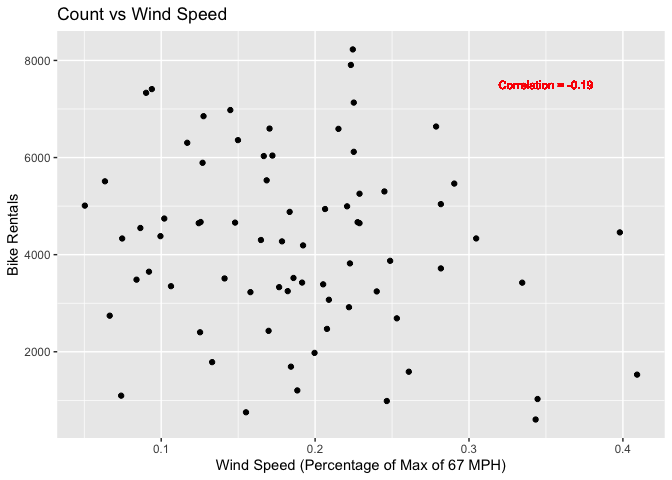 Count vs Wind Speed
8000
Correlation = -0.19
6000
Bike Rentals
4000
2000
0.1
0.2
0.3
0.4
Wind Speed (Percentage of Max of 67 MPH)